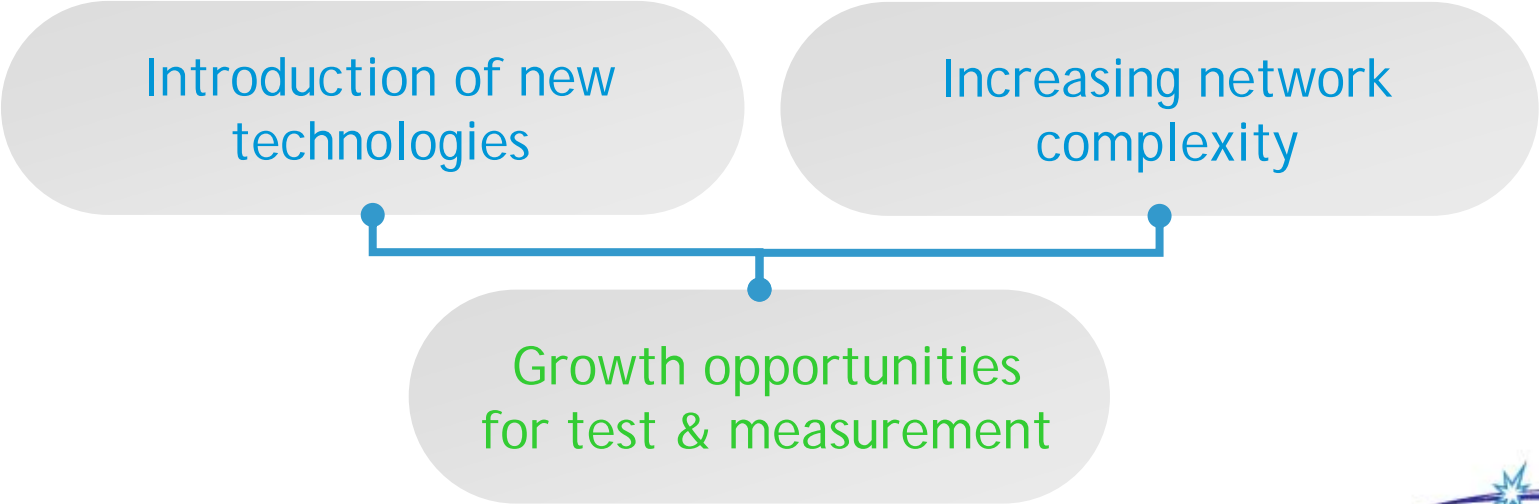 Introduction of new
technologies
Increasing network
complexity
Growth opportunities
for test & measurement